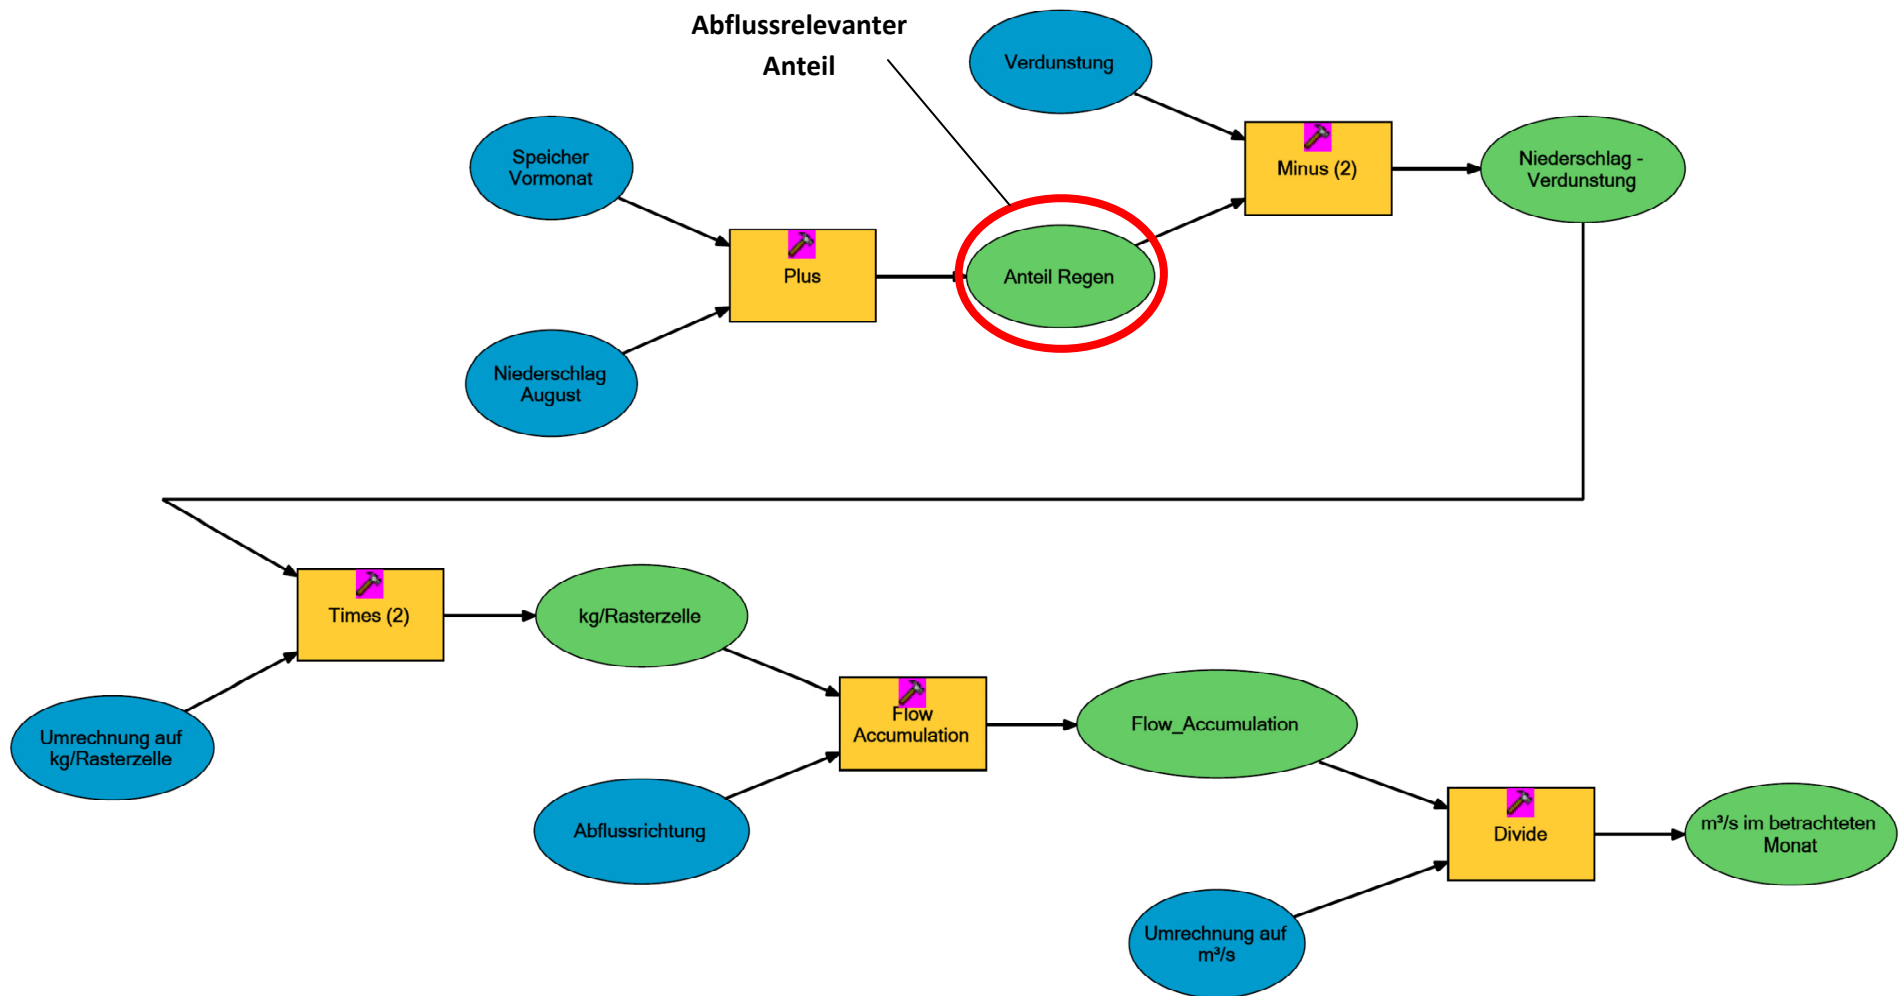 Abflussrelevanter
Anteil
Verdunstung
Speicher
Vormonat
Minus (2)
Niederschlag -
Verdunstung
Plus
Anteil Regen
Niederschlag
August
Times (2)
kg/Rasterzelle
Umrechnung auf
kg/Rasterzelle
Flow
Accumulation
Flow_Accumulation
Abflussrichtung
Divide
m³/s im betrachteten
Monat
Umrechnung auf
m³/s